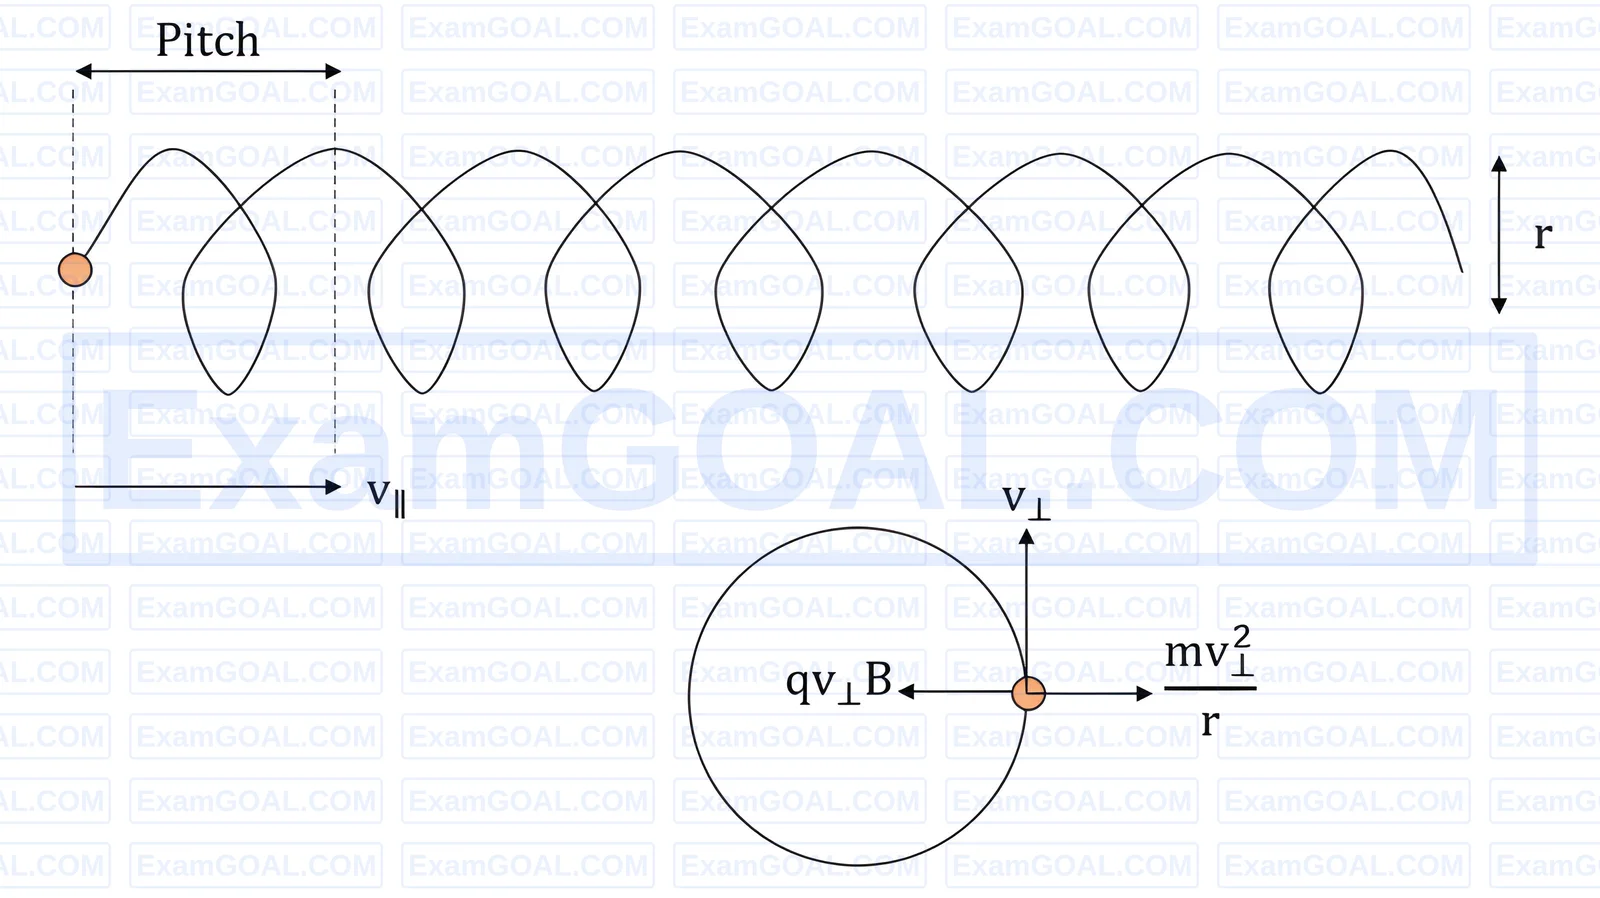 Pitch
r
v∥
v⊥
qv⊥B
mv⊥²
r
ExamGOAL.COM